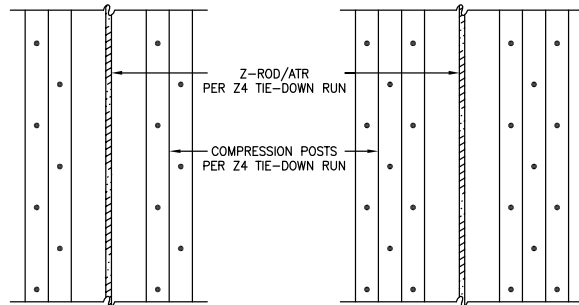 Z-ROD/ATR
PER Z4 TIE-DOWN RUN
COMPRESSION POSTS
PER Z4 TIE-DOWN RUN